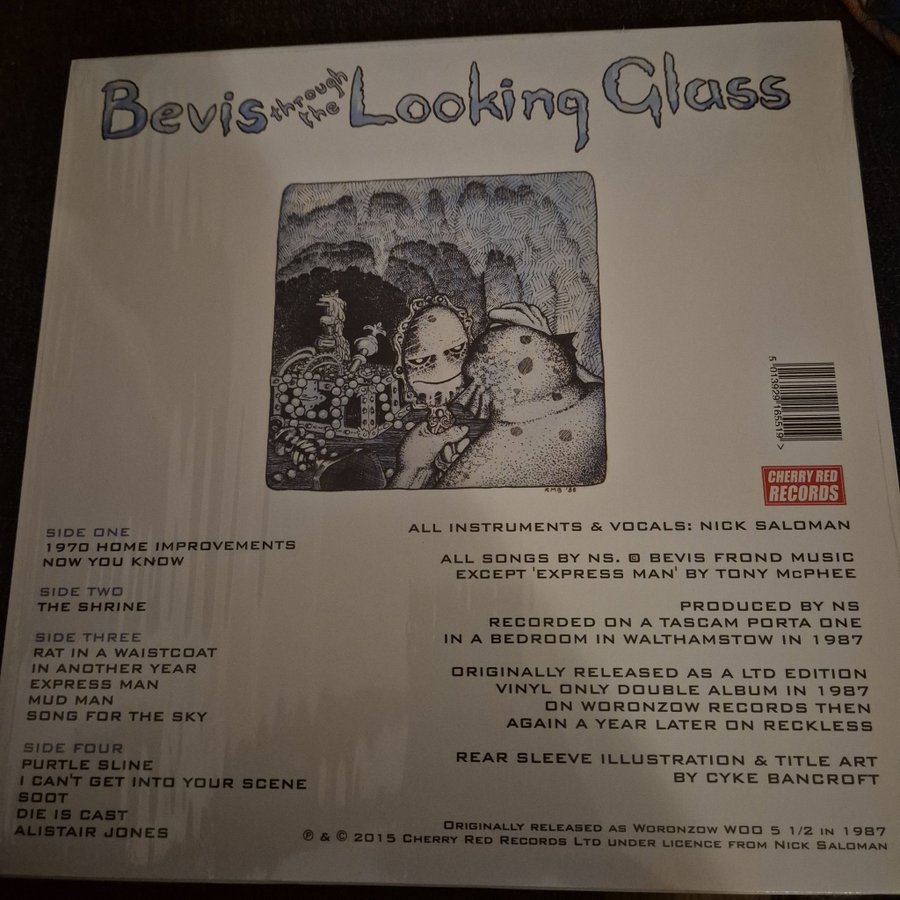 Bevis through the Looking Glass
RMB '86
5 013929 165519 >
CHERRY RED
RECORDS
SIDE ONE
1970 HOME IMPROVEMENTS
NOW YOU KNOW
SIDE TWO
THE SHRINE
SIDE THREE
RAT IN A WAISTCOAT
IN ANOTHER YEAR
EXPRESS MAN
MUD MAN
SONG FOR THE SKY
SIDE FOUR
PURTLE SLINE
I CAN'T GET INTO YOUR SCENE
SOOT
DIE IS CAST
ALISTAIR JONES
ALL INSTRUMENTS & VOCALS: NICK SALOMAN
ALL SONGS BY NS. © BEVIS FROND MUSIC
EXCEPT 'EXPRESS MAN' BY TONY McPHEE
PRODUCED BY NS
RECORDED ON A TASCAM PORTA ONE
IN A BEDROOM IN WALTHAMSTOW IN 1987
ORIGINALLY RELEASED AS A LTD EDITION
VINYL ONLY DOUBLE ALBUM IN 1987
ON WORONZOW RECORDS THEN
AGAIN A YEAR LATER ON RECKLESS
REAR SLEEVE ILLUSTRATION & TITLE ART
BY CYKE BANCROFT
ORIGINALLY RELEASED AS WORONZOW WOO 5 1/2 IN 1987
℗ & © 2015 CHERRY RED RECORDS LTD UNDER LICENCE FROM NICK SALOMAN